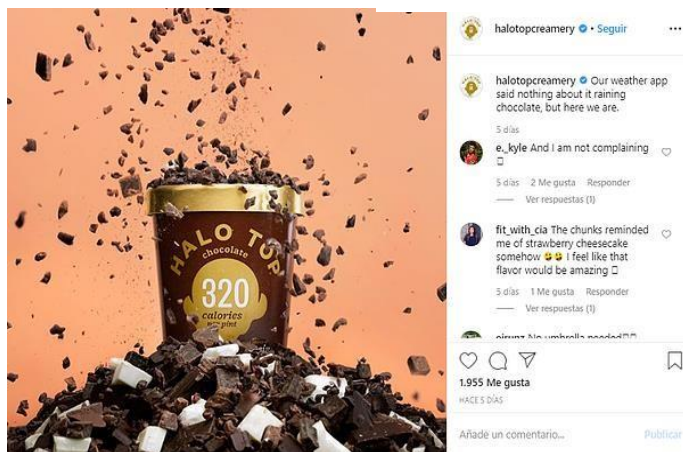 HALO TOP
chocolate
320
calories
per pint
halotopcreamery • Seguir
halotopcreamery Our weather app
said nothing about it raining
chocolate, but here we are.
5 días
e._kyle And I am not complaining
5 días 2 Me gusta Responder
Ver respuestas (1)
fit_with_cia The chunks reminded
me of strawberry cheesecake
somehow 🤤🤤 I feel like that
flavor would be amazing
5 días 1 Me gusta Responder
Ver respuestas (1)
No umbrella needed
1.955 Me gusta
HACE 5 DÍAS
Añade un comentario... Publicar